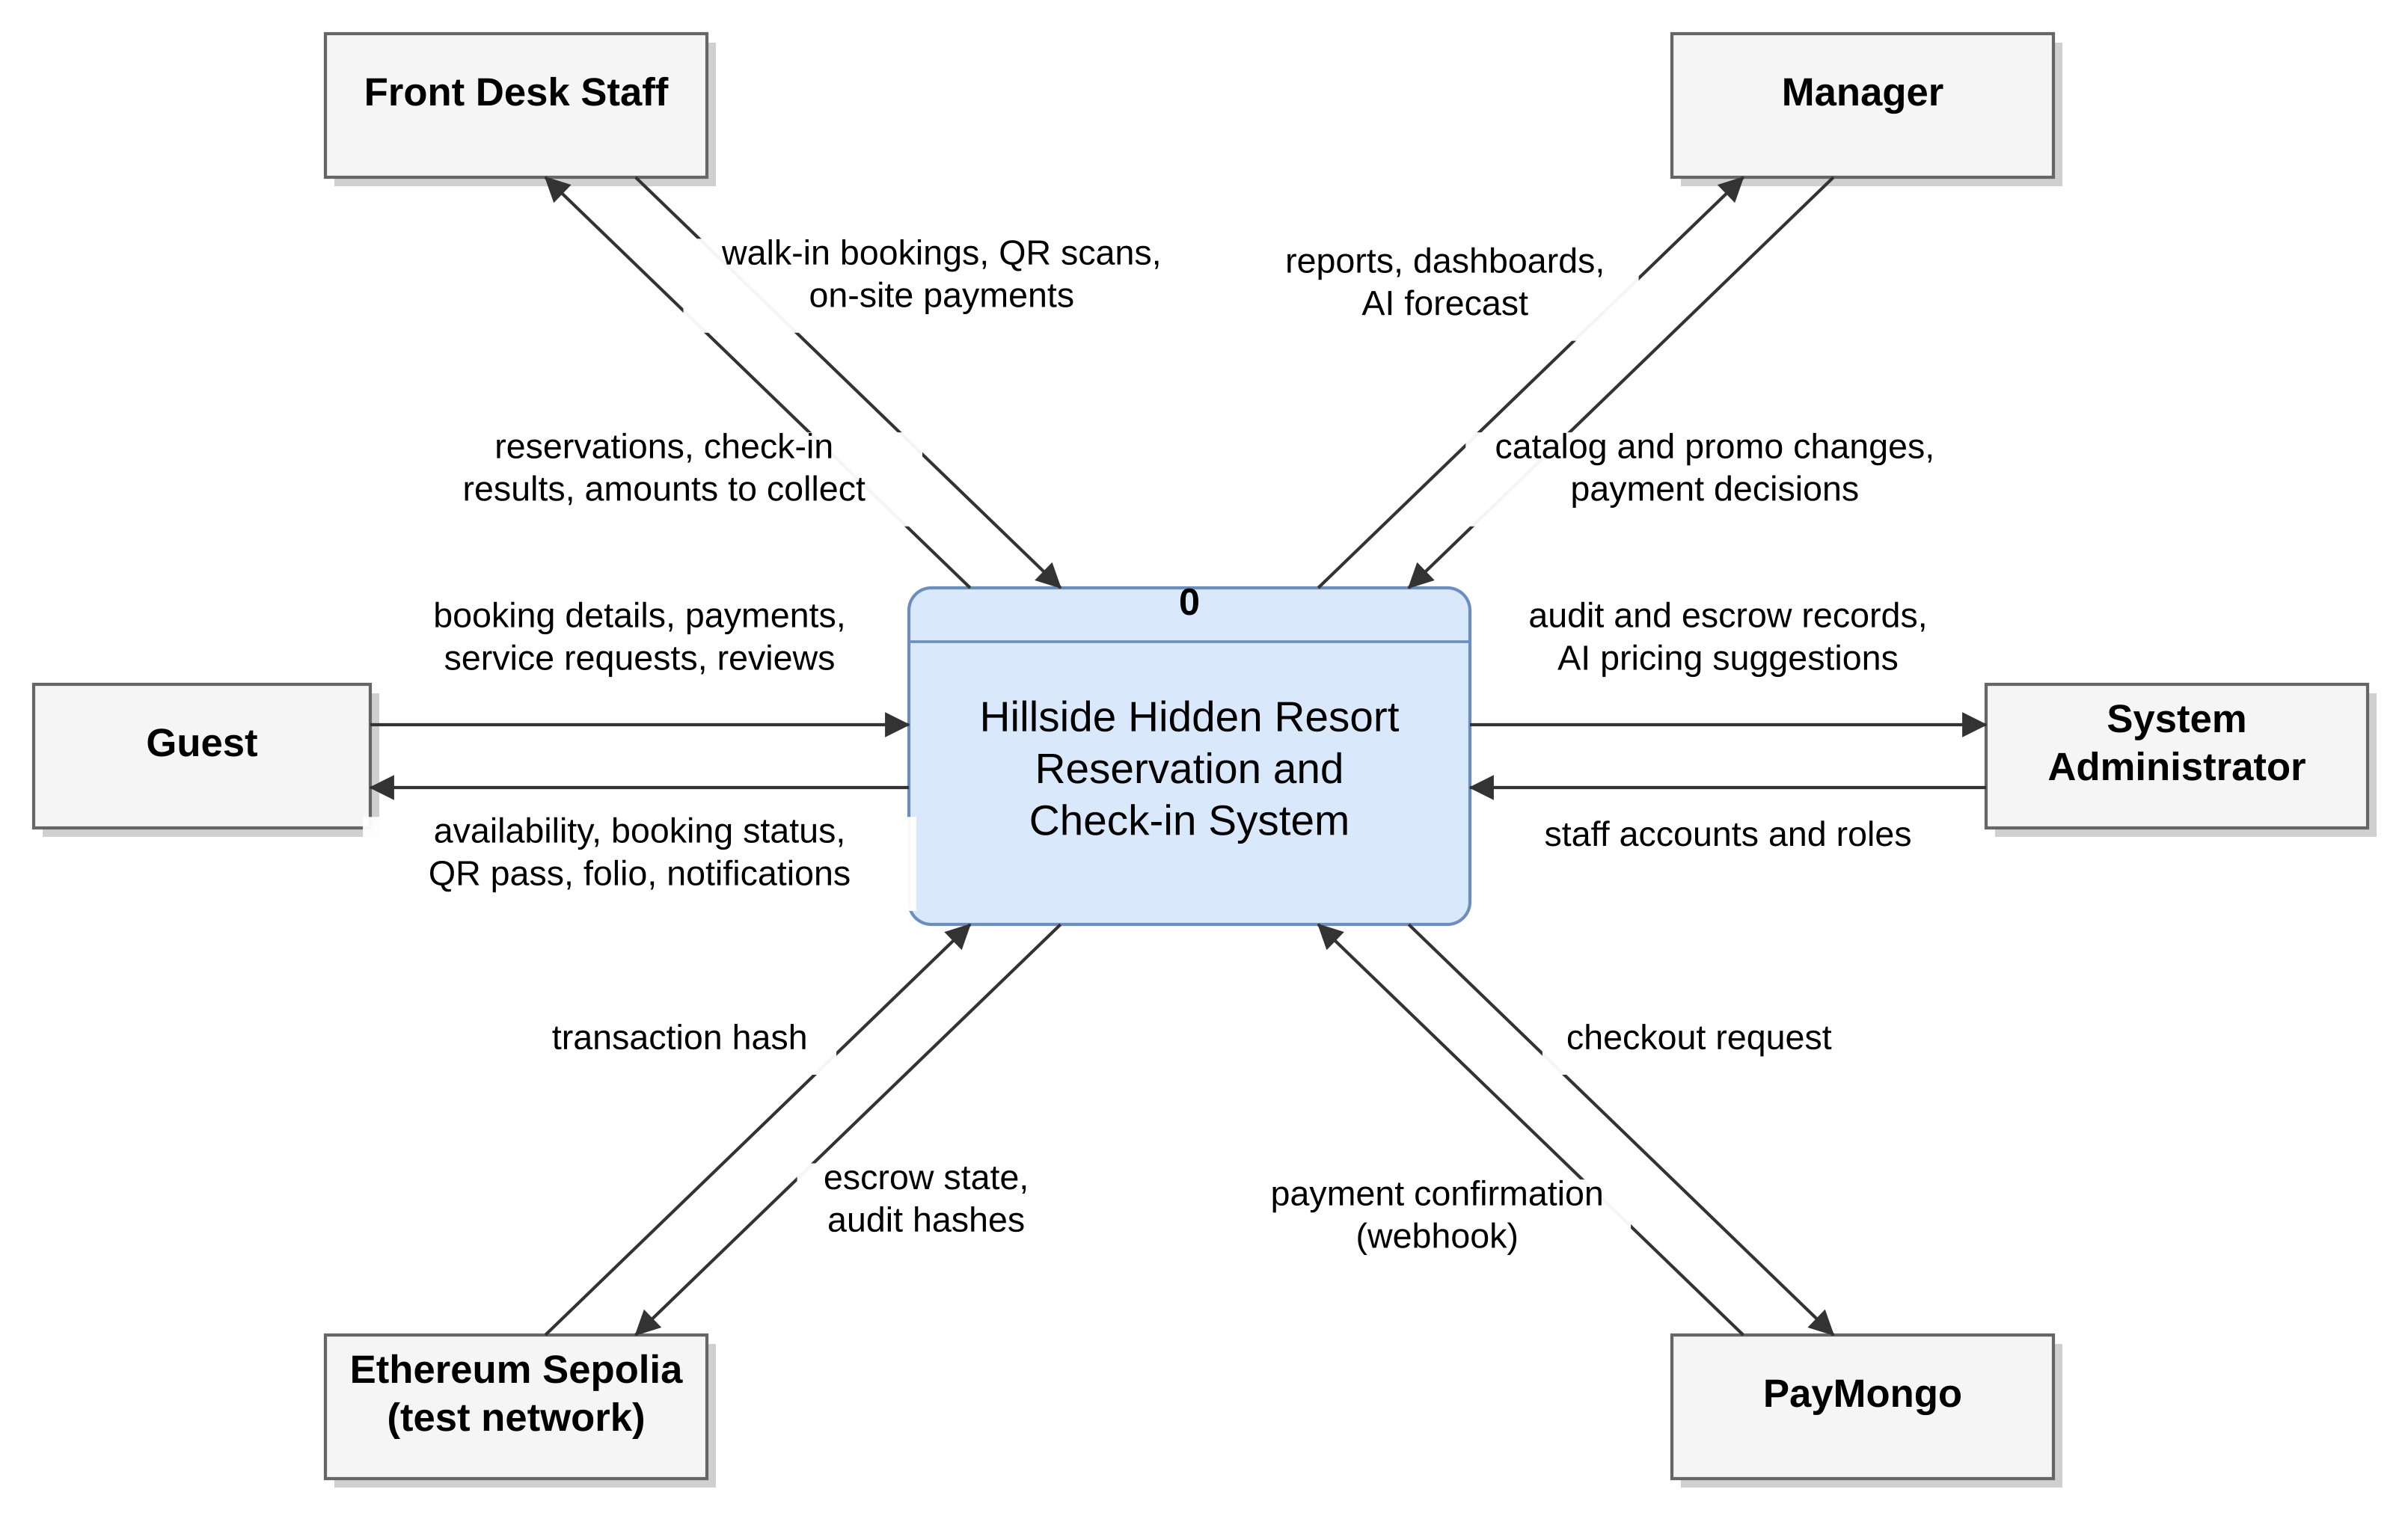 Front Desk Staff
Manager
walk-in bookings, QR scans,
on-site payments
reports, dashboards,
AI forecast
reservations, check-in
results, amounts to collect
catalog and promo changes,
payment decisions
booking details, payments,
service requests, reviews
0
audit and escrow records,
AI pricing suggestions
Guest
Hillside Hidden Resort
Reservation and
Check-in System
System
Administrator
availability, booking status,
QR pass, folio, notifications
staff accounts and roles
transaction hash
checkout request
escrow state,
audit hashes
payment confirmation
(webhook)
Ethereum Sepolia
(test network)
PayMongo